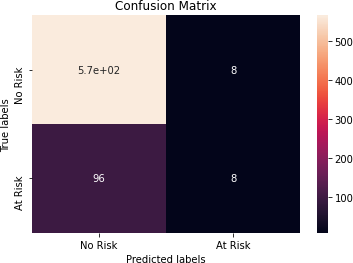 Confusion Matrix
No Risk
At Risk
True labels
5.7e+02
8
96
8
No Risk
At Risk
Predicted labels
500
400
300
200
100